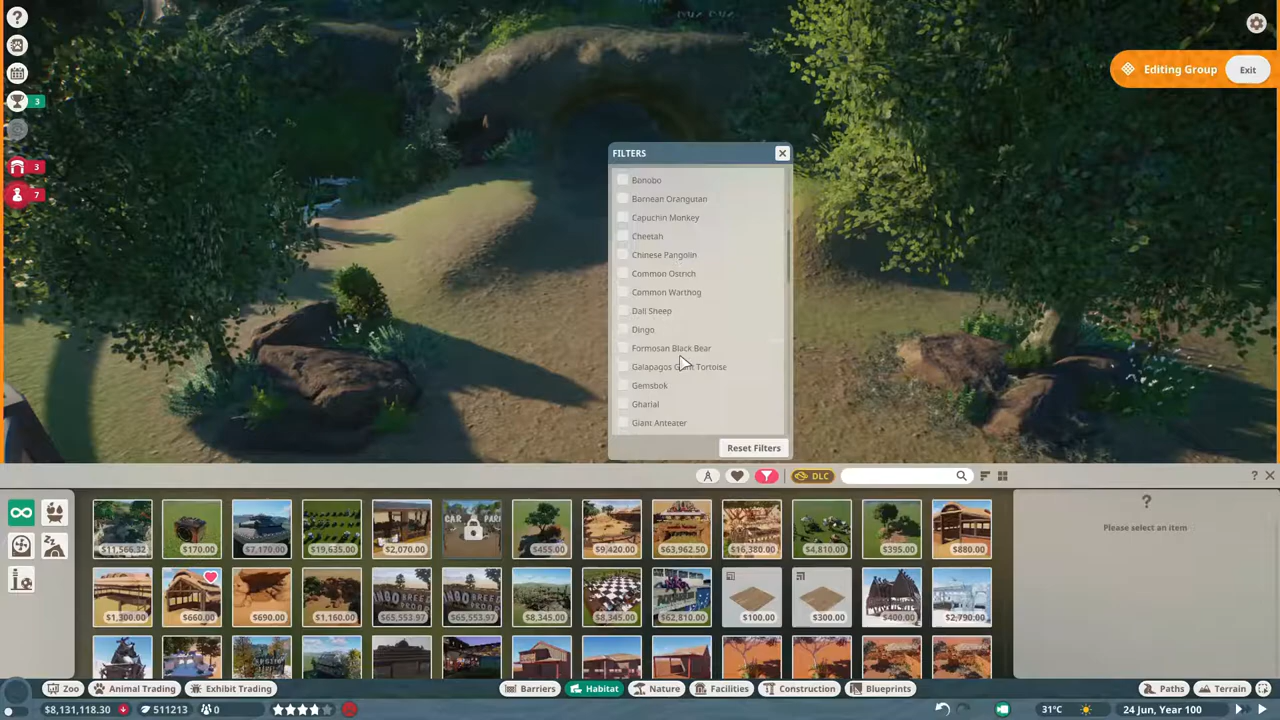 ?
3
3
7
Editing Group Exit
FILTERS
Bonobo
Bornean Orangutan
Capuchin Monkey
Cheetah
Chinese Pangolin
Common Ostrich
Common Warthog
Dall Sheep
Dingo
Formosan Black Bear
Galapagos Giant Tortoise
Gemsbok
Gharial
Giant Anteater
Reset Filters
DLC
?
?
Please select an item
$11,566.32 $170.00 $7,170.00 $19,635.00 $2,070.00 CAR PARK $455.00 $9,420.00 $63,962.50 $16,380.00 $4,810.00 $395.00 $880.00
$1,300.00 $660.00 $690.00 $1,160.00 $65,553.97 $65,553.97 $8,345.00 $8,345.00 $62,810.00 $100.00 $300.00 $400.00 $2,790.00
Zoo Animal Trading Exhibit Trading Barriers Habitat Nature Facilities Construction Blueprints Paths Terrain
$8,131,118.30 511213 0 31°C 24 Jun, Year 100